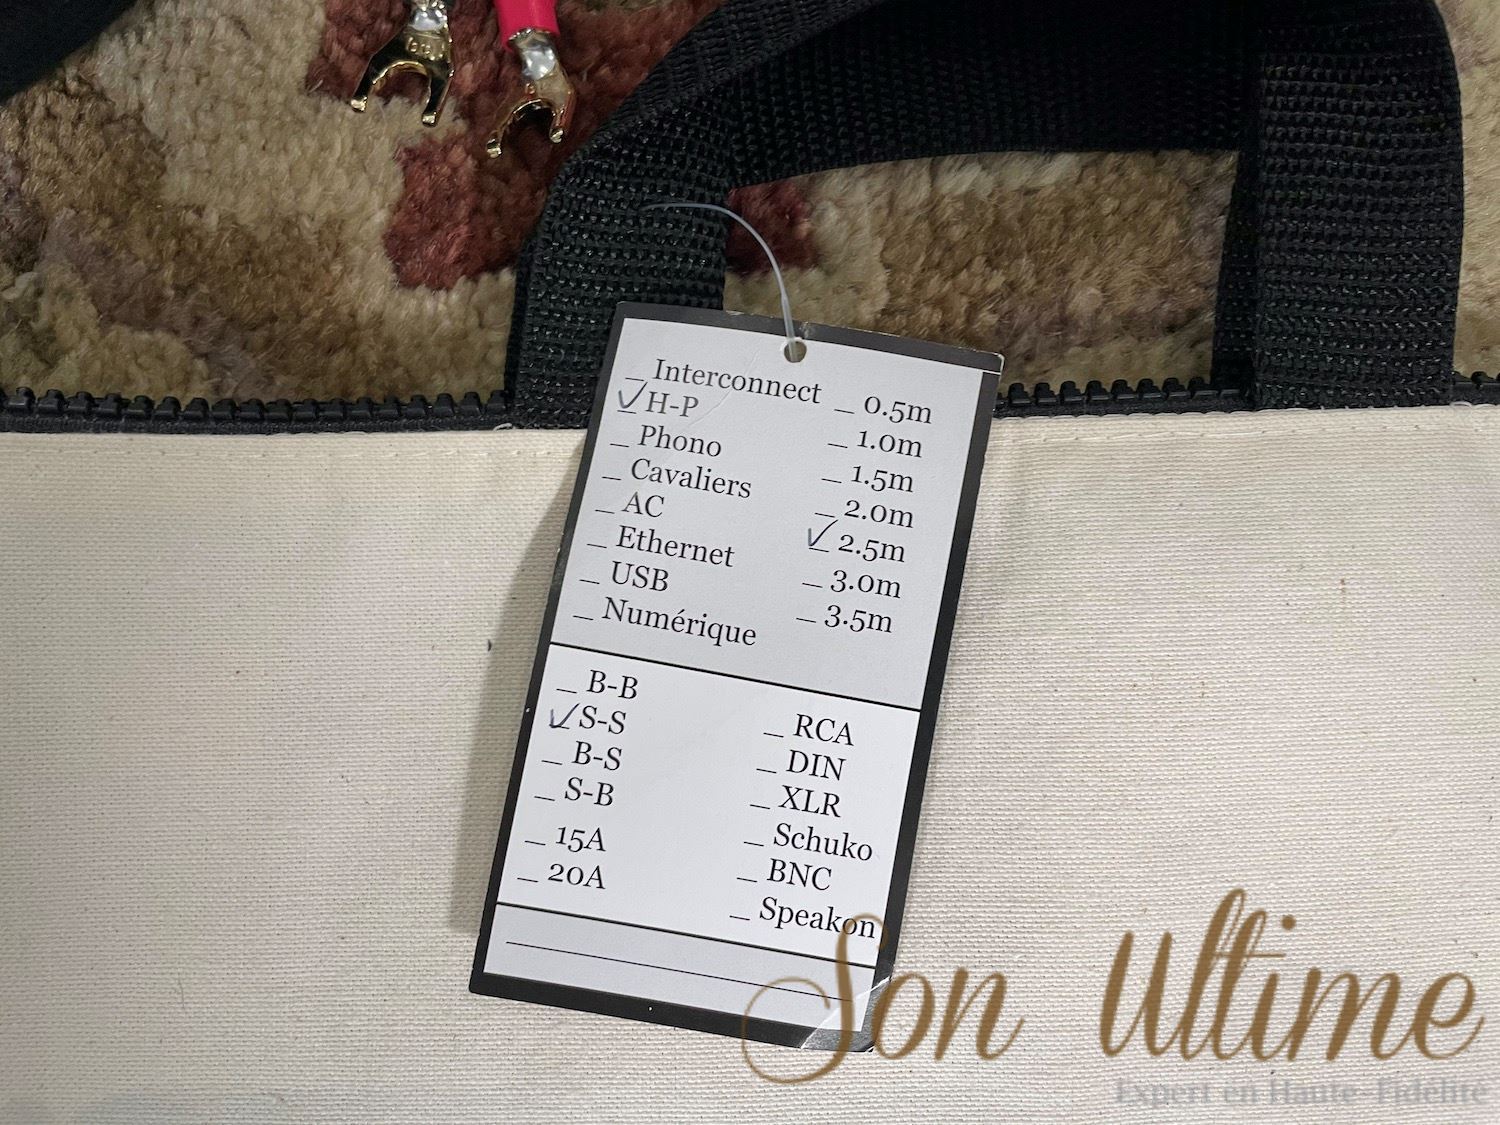 _ Interconnect
✓ H-P
_ Phono
_ Cavaliers
_ AC
_ Ethernet
_ USB
_ Numérique
_ 0.5m
_ 1.0m
_ 1.5m
_ 2.0m
✓ 2.5m
_ 3.0m
_ 3.5m
_ B-B
✓ S-S
_ B-S
_ S-B
_ 15A
_ 20A
_ RCA
_ DIN
_ XLR
_ Schuko
_ BNC
_ Speakon
Son Ultime
Expert en Haute-Fidélité